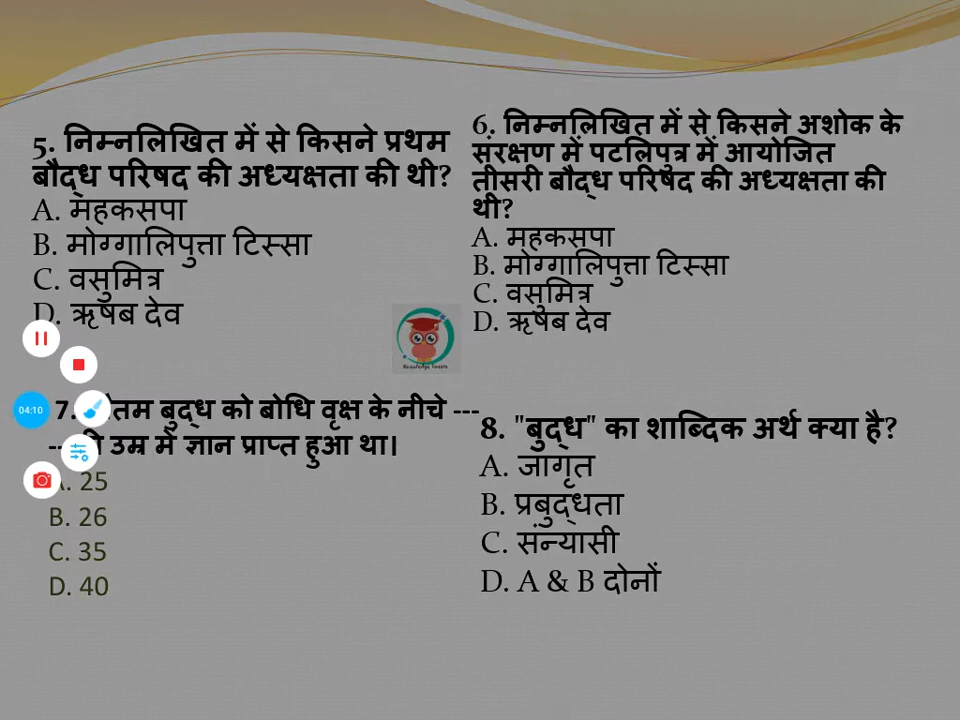 5. निम्नलिखित में से किसने प्रथम
बौद्ध परिषद की अध्यक्षता की थी?
A. महकसपा
B. मोग्गालिपुत्ता टिस्सा
C. वसुमित्र
D. ऋषब देव
6. निम्नलिखित में से किसने अशोक के
संरक्षण में पटलिपुत्र में आयोजित
तीसरी बौद्ध परिषद की अध्यक्षता की
थी?
A. महकसपा
B. मोग्गालिपुत्ता टिस्सा
C. वसुमित्र
D. ऋषब देव
04:10
7. बुद्ध को बोधि वृक्ष के नीचे ---
उम्र में ज्ञान प्राप्त हुआ था।
25
B. 26
C. 35
D. 40
8. "बुद्ध" का शाब्दिक अर्थ क्या है?
A. जागृत
B. प्रबुद्धता
C. संन्यासी
D. A & B दोनों